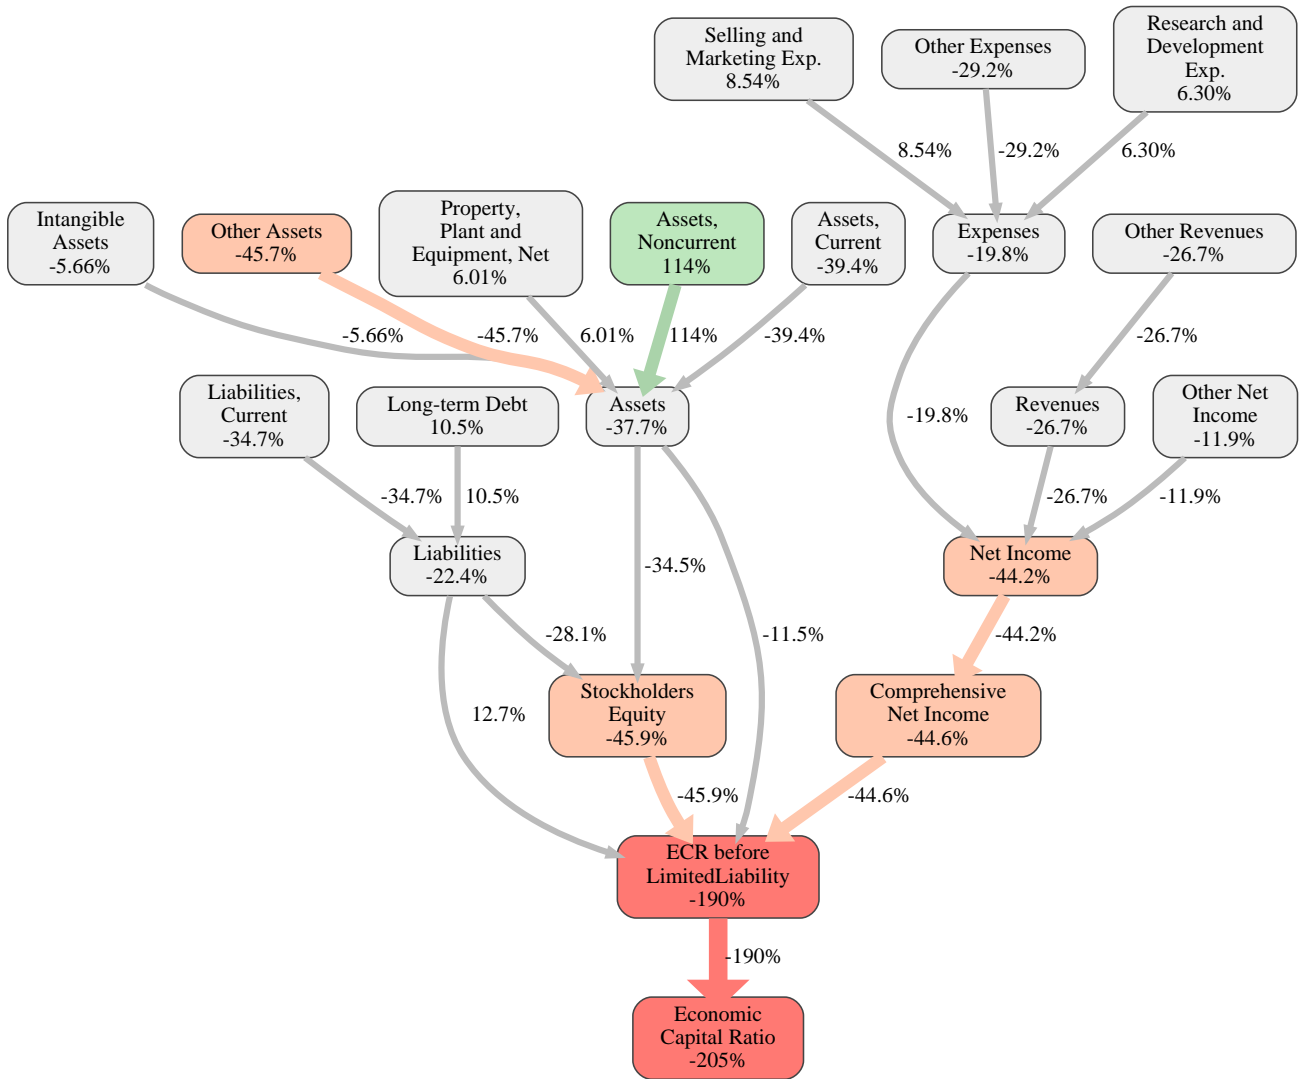 Selling and
Marketing Exp.
8.54%
Other Expenses
-29.2%
Research and
Development
Exp.
6.30%
8.54%
-29.2%
6.30%
Intangible
Assets
-5.66%
Other Assets
-45.7%
Property,
Plant and
Equipment, Net
6.01%
Assets,
Noncurrent
114%
Assets,
Current
-39.4%
Expenses
-19.8%
Other Revenues
-26.7%
-5.66%
-45.7%
6.01%
114%
-39.4%
-26.7%
Liabilities,
Current
-34.7%
Long-term Debt
10.5%
Assets
-37.7%
-19.8%
Revenues
-26.7%
Other Net
Income
-11.9%
-34.7%
10.5%
-26.7%
-11.9%
Liabilities
-22.4%
-34.5%
Net Income
-44.2%
-28.1%
-11.5%
-44.2%
12.7%
Stockholders
Equity
-45.9%
Comprehensive
Net Income
-44.6%
-45.9%
-44.6%
ECR before
LimitedLiability
-190%
-190%
Economic
Capital Ratio
-205%